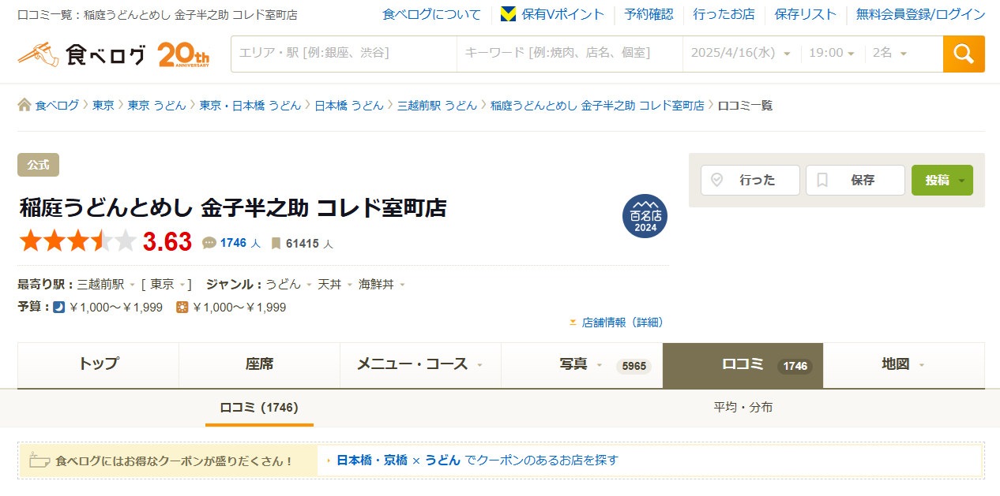 口コミ一覧：稲庭うどんとめし 金子半之助 コレド室町店
食べログについて 保有Vポイント 予約確認 行ったお店 保存リスト 無料会員登録/ログイン
食べログ 20th ANNIVERSARY
エリア・駅 [例:銀座、渋谷] キーワード [例:焼肉、店名、個室] 2025/4/16(水) 19:00 2名
食べログ 東京 東京 うどん 東京・日本橋 うどん 日本橋 うどん 三越前駅 うどん 稲庭うどんとめし 金子半之助 コレド室町店 口コミ一覧
公式
行った 保存 投稿
稲庭うどんとめし 金子半之助 コレド室町店
百名店
2024
3.63 1746 人 61415 人
最寄り駅：三越前駅 [ 東京 ] ジャンル：うどん 天丼 海鮮丼
予算： ￥1,000～￥1,999 ￥1,000～￥1,999
店舗情報（詳細）
トップ 座席 メニュー・コース 写真 5965 口コミ 1746 地図
口コミ (1746) 平均・分布
食べログにはお得なクーポンが盛りだくさん！ 日本橋・京橋 × うどん でクーポンのあるお店を探す